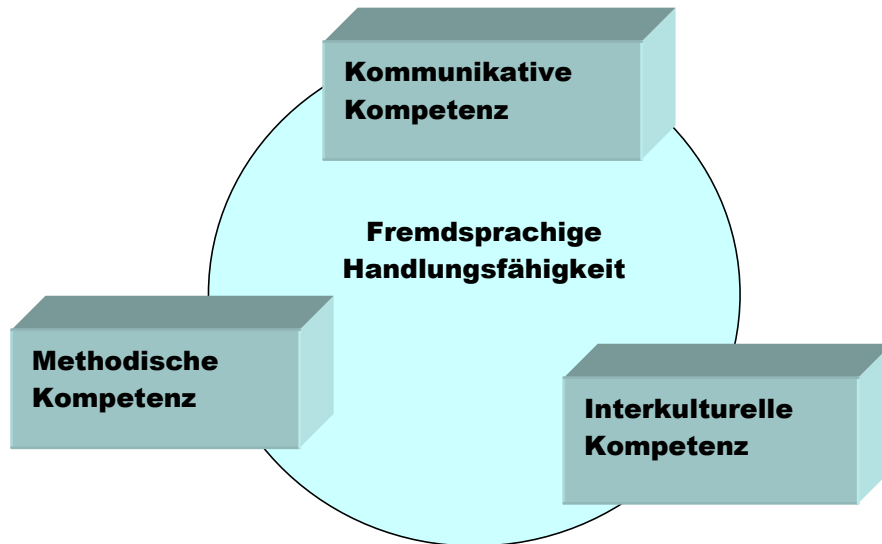 Kommunikative
Kompetenz
Fremdsprachige
Handlungsfähigkeit
Methodische
Kompetenz
Interkulturelle
Kompetenz